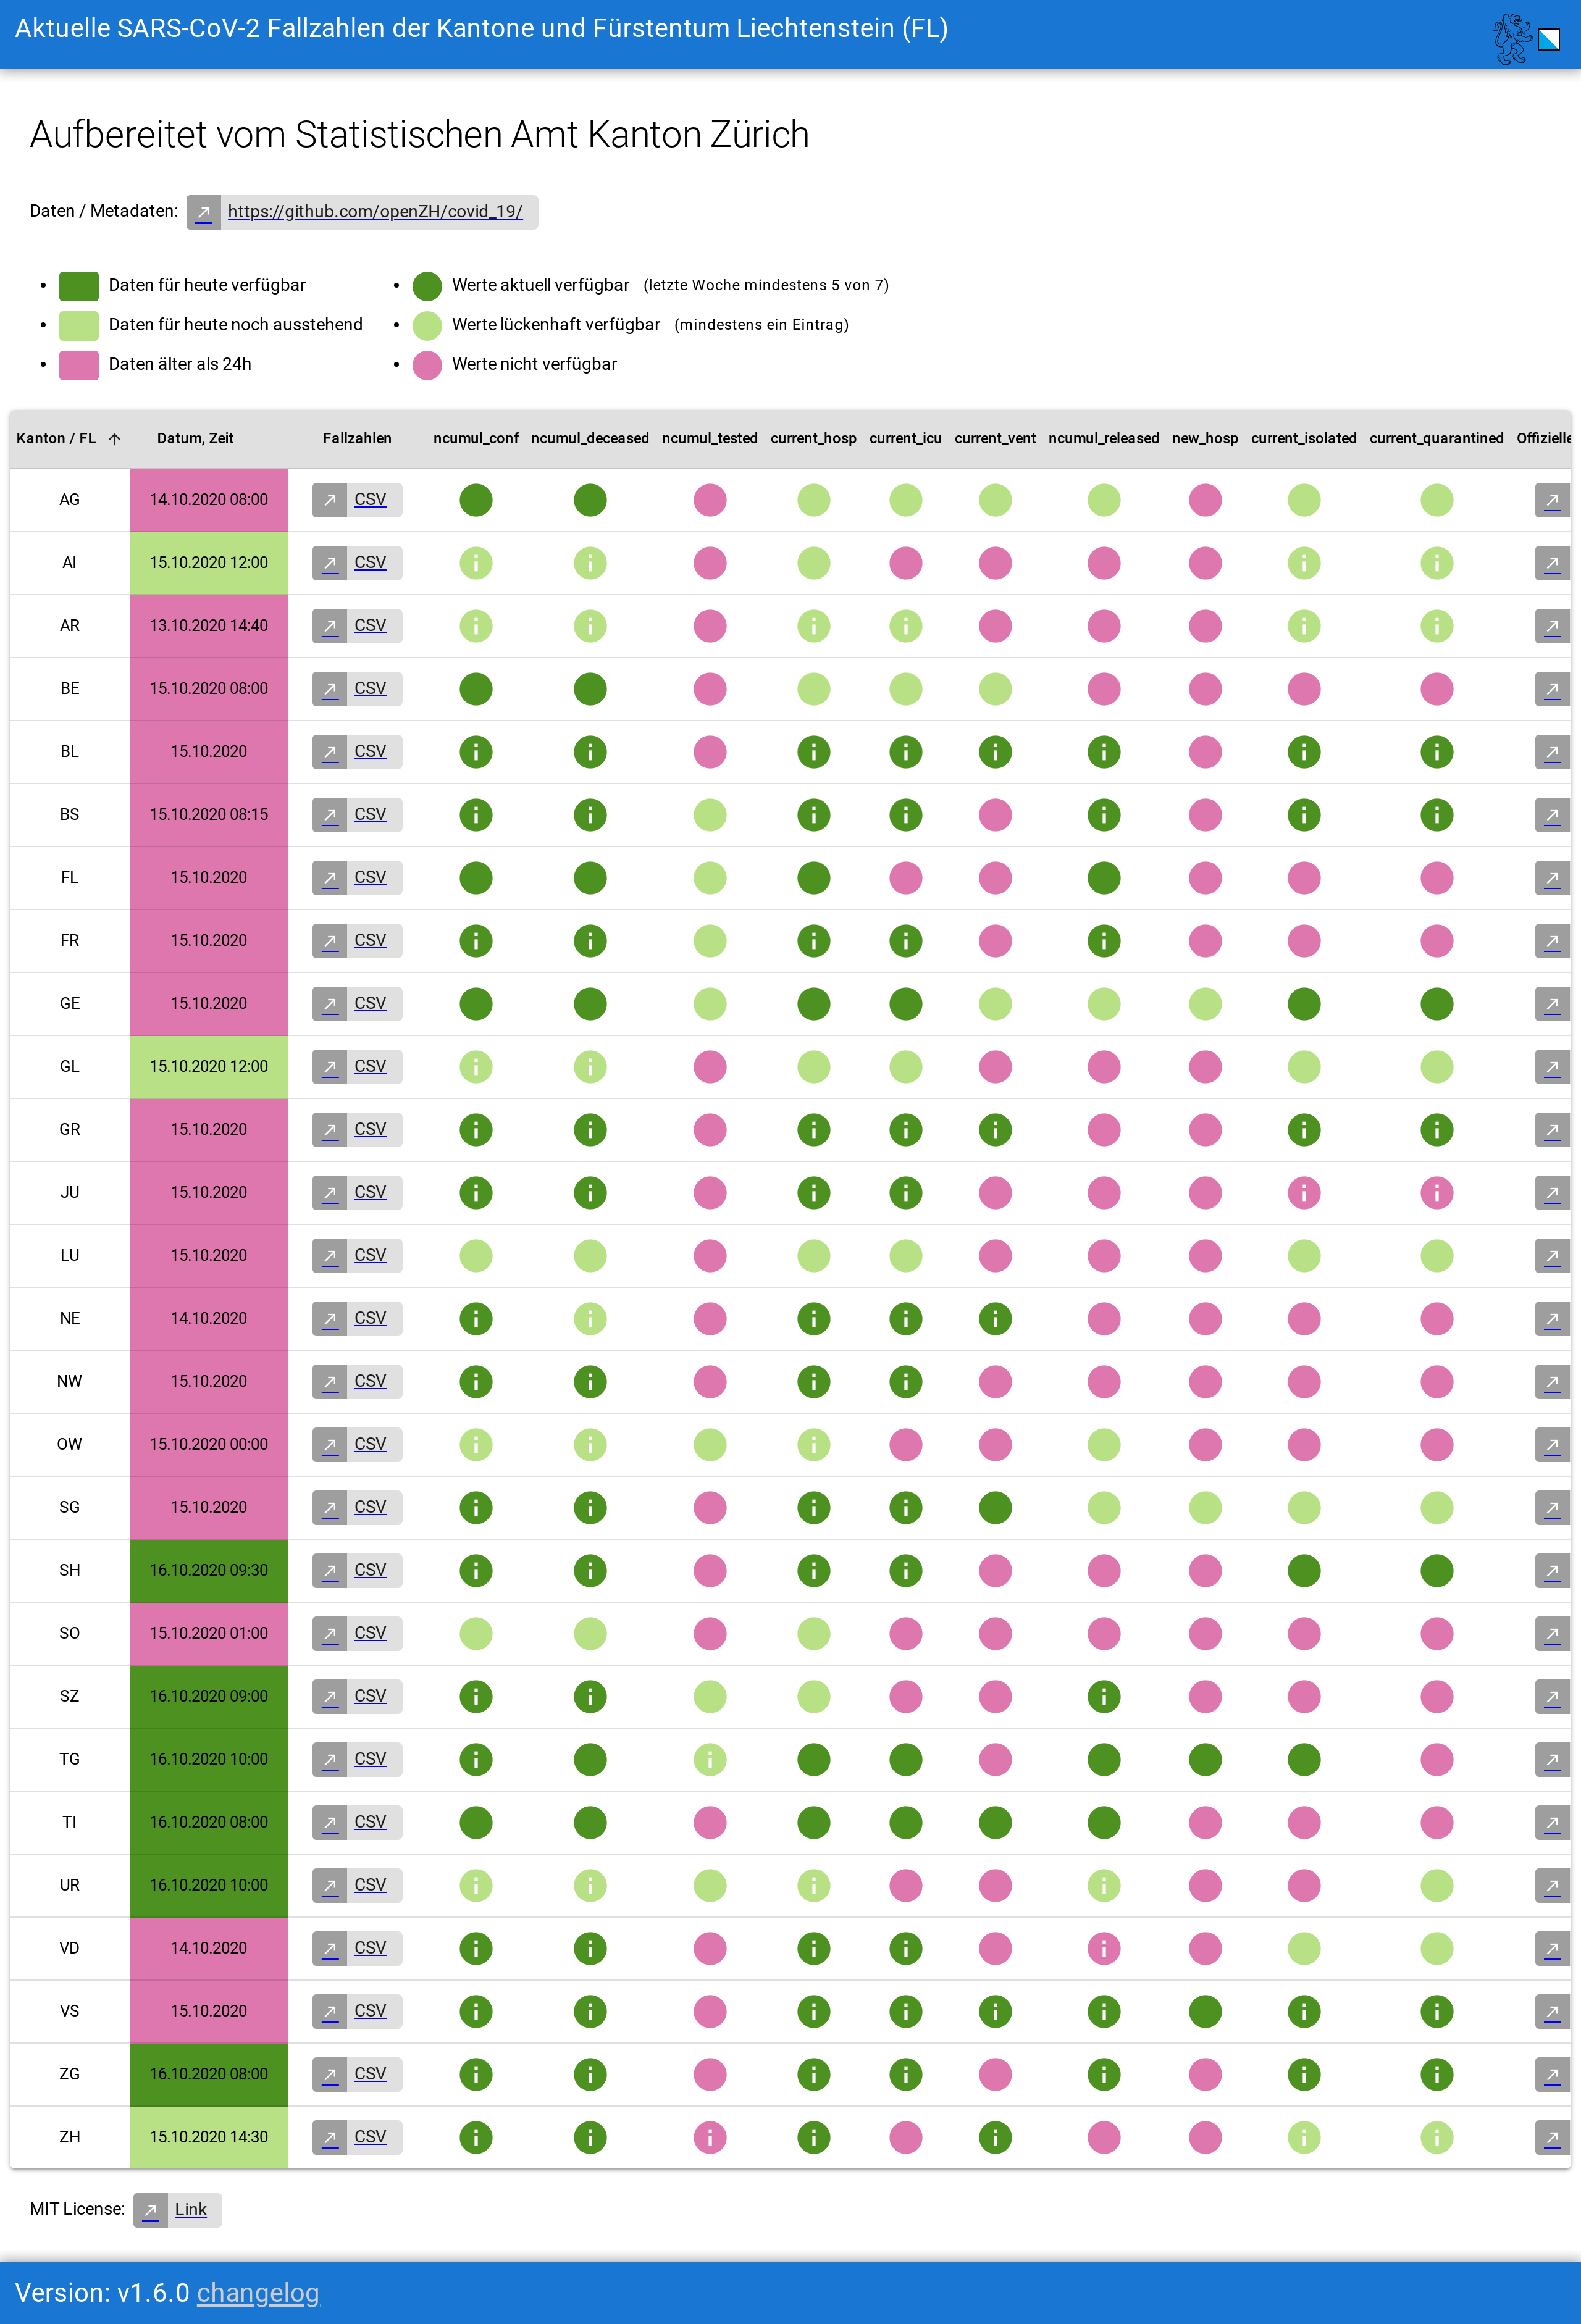 Aktuelle SARS-CoV-2 Fallzahlen der Kantone und Fürstentum Liechtenstein (FL)
Aufbereitet vom Statistischen Amt Kanton Zürich
Daten / Metadaten: https://github.com/openZH/covid_19/
Daten für heute verfügbar
Daten für heute noch ausstehend
Daten älter als 24h
Werte aktuell verfügbar (letzte Woche mindestens 5 von 7)
Werte lückenhaft verfügbar (mindestens ein Eintrag)
Werte nicht verfügbar
Kanton / FL Datum, Zeit Fallzahlen ncumul_conf ncumul_deceased ncumul_tested current_hosp current_icu current_vent ncumul_released new_hosp current_isolated current_quarantined Offizielle
AG 14.10.2020 08:00 CSV
AI 15.10.2020 12:00 CSV
AR 13.10.2020 14:40 CSV
BE 15.10.2020 08:00 CSV
BL 15.10.2020 CSV
BS 15.10.2020 08:15 CSV
FL 15.10.2020 CSV
FR 15.10.2020 CSV
GE 15.10.2020 CSV
GL 15.10.2020 12:00 CSV
GR 15.10.2020 CSV
JU 15.10.2020 CSV
LU 15.10.2020 CSV
NE 14.10.2020 CSV
NW 15.10.2020 CSV
OW 15.10.2020 00:00 CSV
SG 15.10.2020 CSV
SH 16.10.2020 09:30 CSV
SO 15.10.2020 01:00 CSV
SZ 16.10.2020 09:00 CSV
TG 16.10.2020 10:00 CSV
TI 16.10.2020 08:00 CSV
UR 16.10.2020 10:00 CSV
VD 14.10.2020 CSV
VS 15.10.2020 CSV
ZG 16.10.2020 08:00 CSV
ZH 15.10.2020 14:30 CSV
MIT License: Link
Version: v1.6.0 changelog